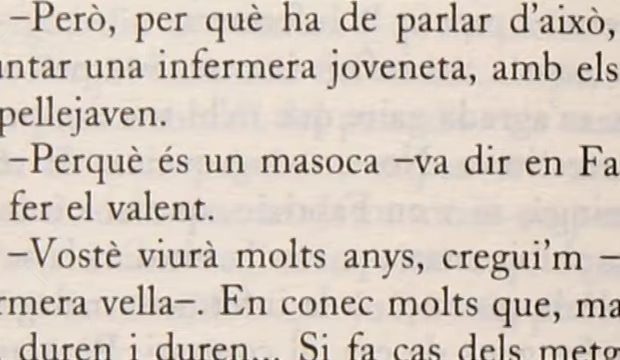 –Però, per què ha de parlar d'això,
untar una infermera joveneta, amb els
pellejaven.
–Perquè és un masoca –va dir en Fa
fer el valent.
–Vostè viurà molts anys, cregui'm –
rmera vella–. En conec molts que, ma
duren i duren... Si fa cas dels metg